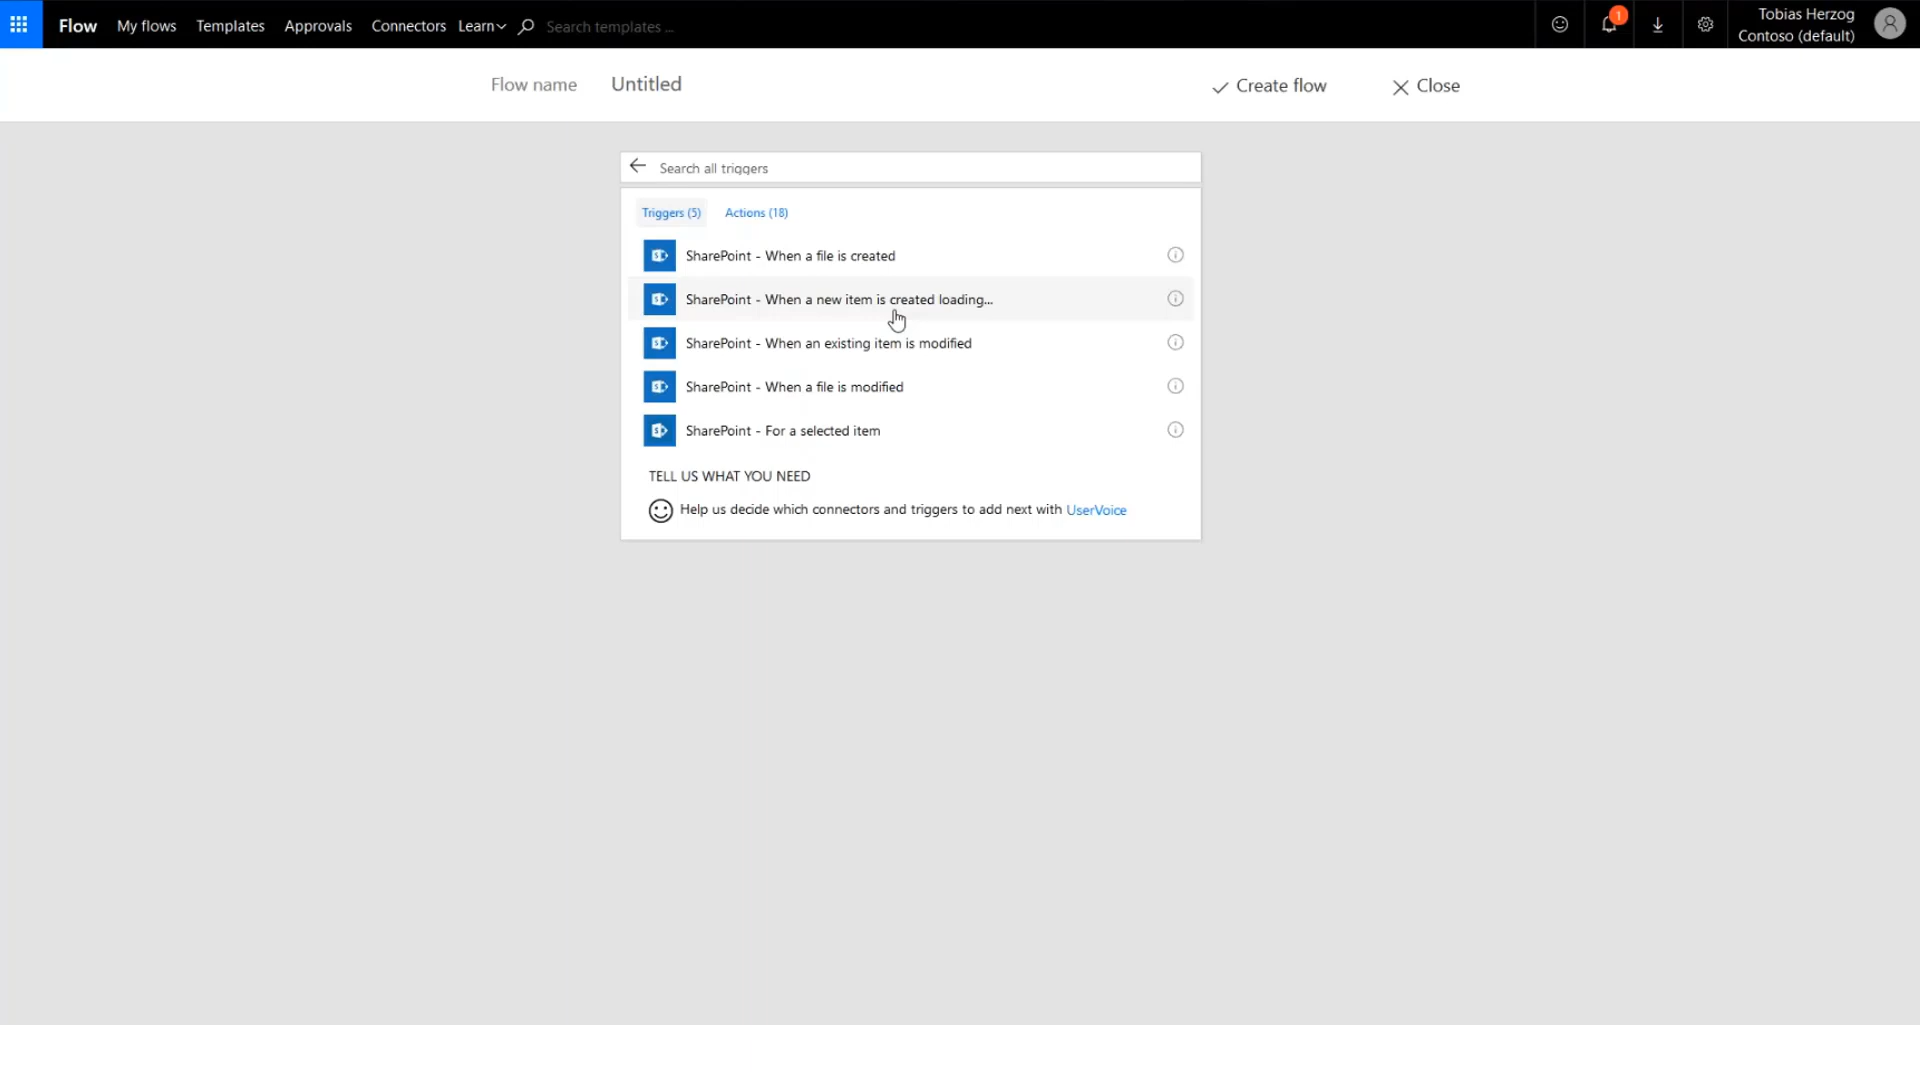 Flow My flows Templates Approvals Connectors Learn Search templates ... 1 Tobias Herzog
Contoso (default)
Flow name Untitled Create flow Close
Search all triggers
Triggers (5) Actions (18)
SharePoint - When a file is created
SharePoint - When a new item is created loading...
SharePoint - When an existing item is modified
SharePoint - When a file is modified
SharePoint - For a selected item
TELL US WHAT YOU NEED
Help us decide which connectors and triggers to add next with UserVoice